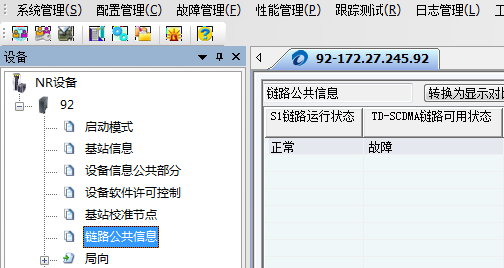 系统管理(S) 配置管理(C) 故障管理(F) 性能管理(P) 跟踪测试(R) 日志管理(L)
设备
92-172.27.245.92
NR设备
92
启动模式
基站信息
设备信息公共部分
设备软件许可控制
基站校准节点
链路公共信息
局向
链路公共信息 转换为显示对比
S1链路运行状态 TD-SCDMA链路可用状态
正常 故障